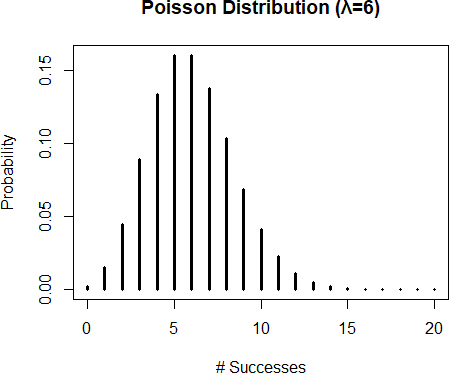 Poisson Distribution (λ=6)
Probability
0.15
0.10
0.05
0.00
0 5 10 15 20
# Successes